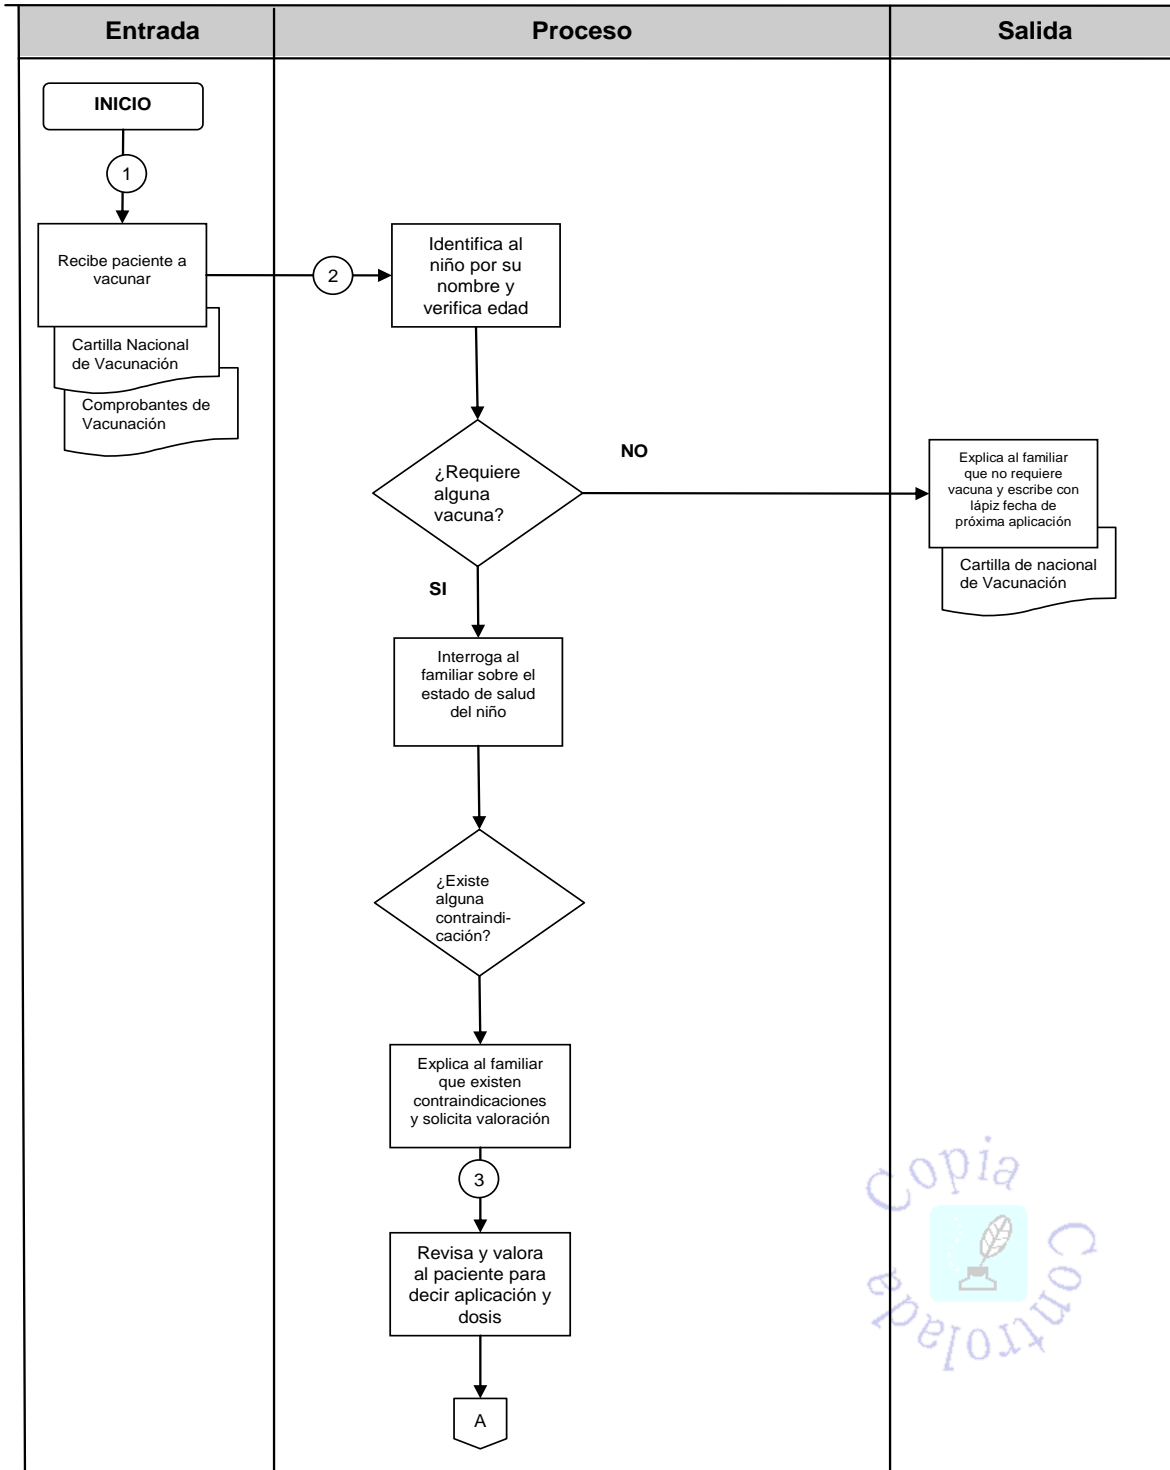 Entrada
Proceso
Salida
INICIO
1
Recibe paciente a
vacunar
Cartilla Nacional
de Vacunación
Comprobantes de
Vacunación
2
Identifica al
niño por su
nombre y
verifica edad
¿Requiere
alguna
vacuna?
NO
Explica al familiar
que no requiere
vacuna y escribe con
lápiz fecha de
próxima aplicación
Cartilla de nacional
de Vacunación
SI
Interroga al
familiar sobre el
estado de salud
del niño
¿Existe
alguna
contraindi-
cación?
Explica al familiar
que existen
contraindicaciones
y solicita valoración
3
Revisa y valora
al paciente para
decir aplicación y
dosis
A
Copia
Controlada